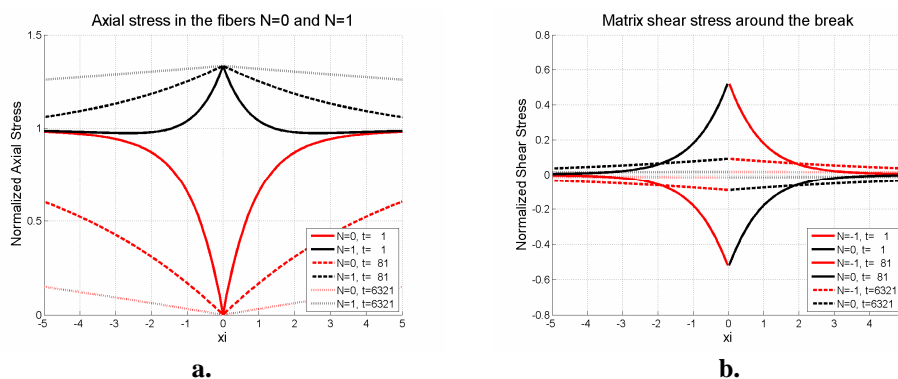 Axial stress in the fibers N=0 and N=1
Normalized Axial Stress
1.5
1
0.5
0
-5 -4 -3 -2 -1 0 1 2 3 4 5
xi
N=0, t= 1
N=1, t= 1
N=0, t= 81
N=1, t= 81
N=0, t=6321
N=1, t=6321
a.
Matrix shear stress around the break
Normalized Shear Stress
0.8
0.6
0.4
0.2
0
-0.2
-0.4
-0.6
-0.8
-5 -4 -3 -2 -1 0 1 2 3 4
xi
N=-1, t= 1
N=0, t= 1
N=-1, t= 81
N=0, t= 81
N=-1, t=6321
N=0, t=6321
b.